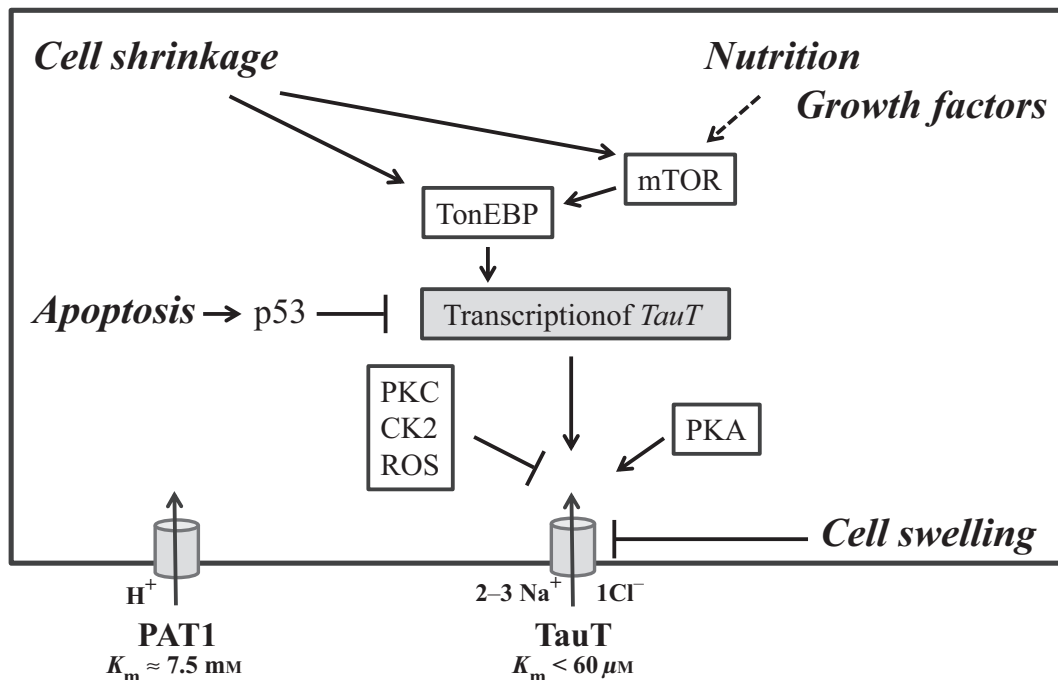 Cell shrinkage
Nutrition
Growth factors
mTOR
TonEBP
Apoptosis
p53
Transcriptionof TauT
PKC
CK2
ROS
PKA
Cell swelling
H⁺
2–3 Na⁺
1Cl⁻
PAT1
Kₘ ≈ 7.5 mM
TauT
Kₘ < 60 μM